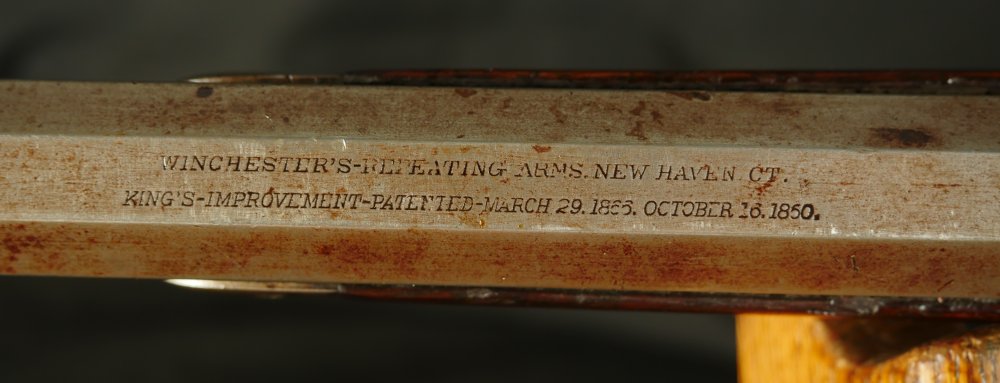 WINCHESTER'S-REPEATING ARMS. NEW HAVEN. CT.
KING'S-IMPROVEMENT-PATENTED-MARCH 29. 1866. OCTOBER 16. 1860.